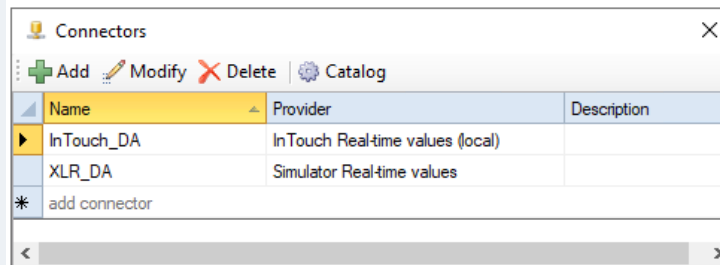 Connectors
Add Modify Delete Catalog
Name Provider Description
InTouch_DA InTouch Real-time values (local)
XLR_DA Simulator Real-time values
add connector